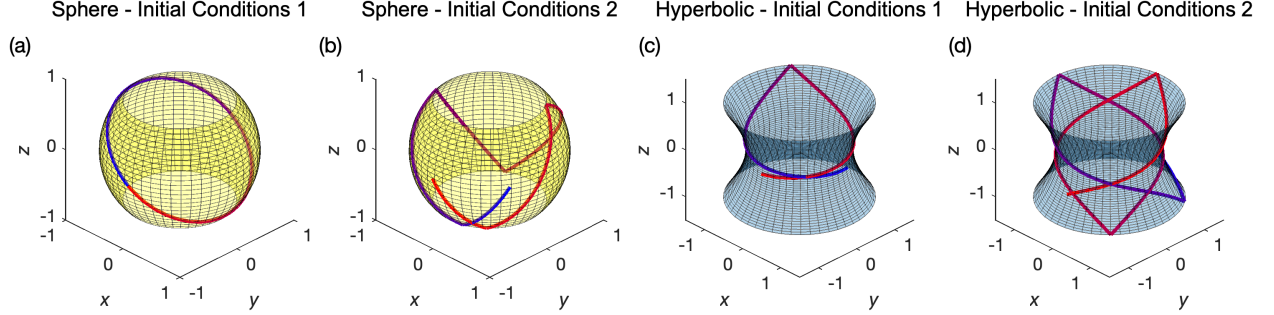 Sphere - Initial Conditions 1
Sphere - Initial Conditions 2
Hyperbolic - Initial Conditions 1
Hyperbolic - Initial Conditions 2
(a)
(b)
(c)
(d)
1
0
-1
z
-1
0
1
x
-1
0
1
y
1
0
-1
z
-1
0
1
x
-1
0
1
y
1
0
-1
z
-1
0
1
x
-1
0
1
y
1
0
-1
z
-1
0
1
x
-1
0
1
y